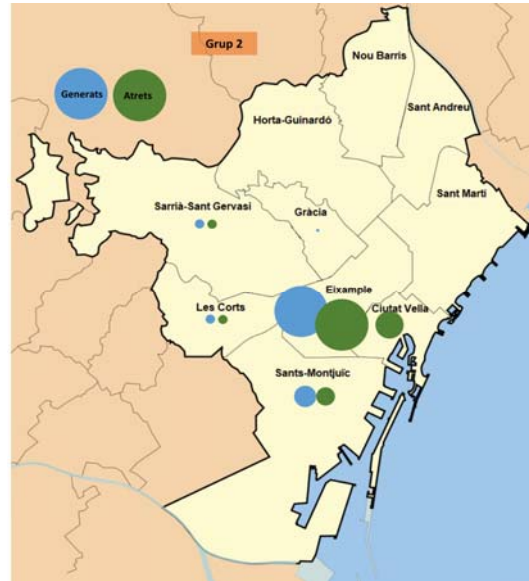 Grup 2
Nou Barris
Generats
Atrets
Sant Andreu
Horta-Guinardó
Sant Martí
Sarrià-Sant Gervasi
Gràcia
Eixample
Les Corts
Ciutat Vella
Sants-Montjuïc